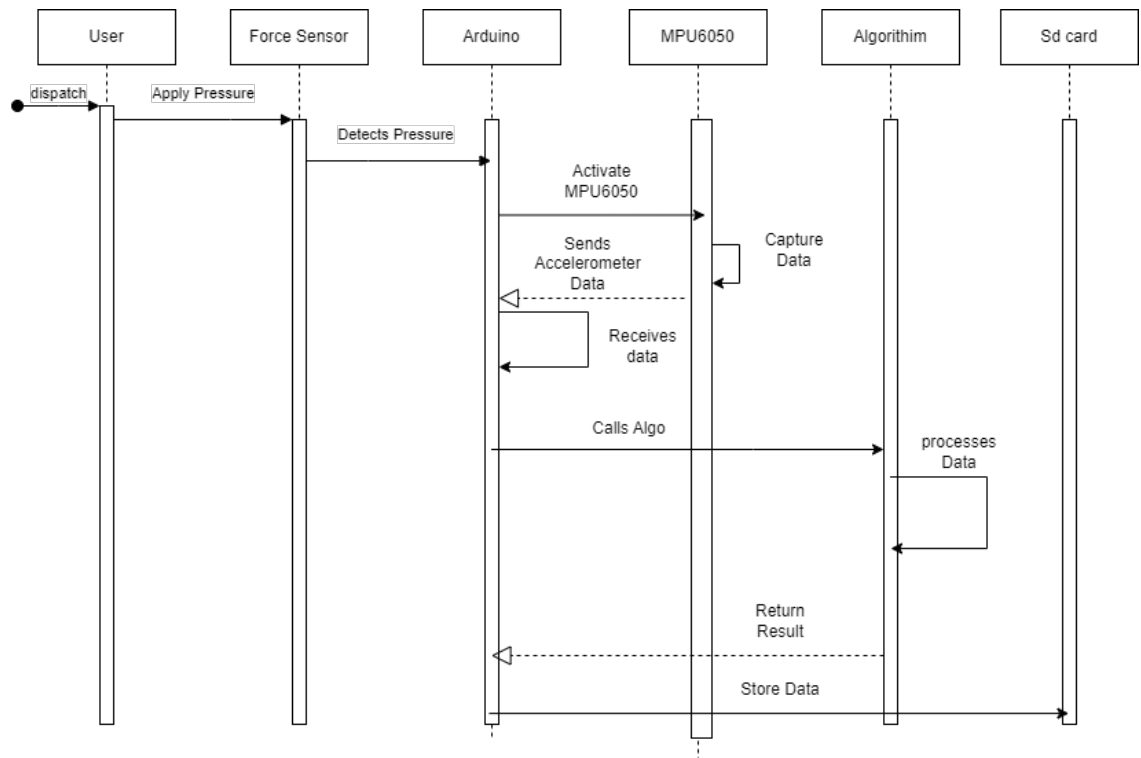 User
Force Sensor
Arduino
MPU6050
Algorithim
Sd card
dispatch
Apply Pressure
Detects Pressure
Activate
MPU6050
Capture
Data
Sends
Accelerometer
Data
Receives
data
Calls Algo
processes
Data
Return
Result
Store Data